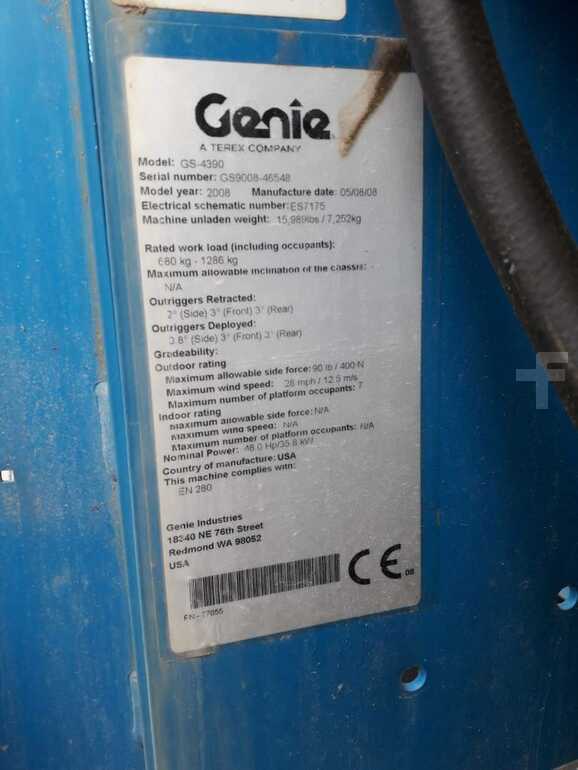 Genie
A TEREX COMPANY
Model: GS-4390
Serial number: GS9008-46548
Model year: 2008 Manufacture date: 05/08/08
Electrical schematic number:ES7175
Machine unladen weight: 15,989lbs / 7,252kg
Rated work load (including occupants):
680 kg - 1286 kg
Maximum allowable inclination of the chassis:
N/A
Outriggers Retracted:
2° (Side) 3° (Front) 3° (Rear)
Outriggers Deployed:
0.8° (Side) 3° (Front) 3° (Rear)
Gradeability:
Outdoor rating
Maximum allowable side force: 90 lb / 400 N
Maximum wind speed: 28 mph / 12.5 m/s
Maximum number of platform occupants: 7
Indoor rating
Maximum allowable side force: N/A
Maximum wind speed: N/A
Maximum number of platform occupants: N/A
Nominal Power: 48.0 Hp/35.8 kW
Country of manufacture: USA
This machine complies with:
EN 280
Genie Industries
18340 NE 76th Street
Redmond WA 98052
USA
CE 08
PN - 77055